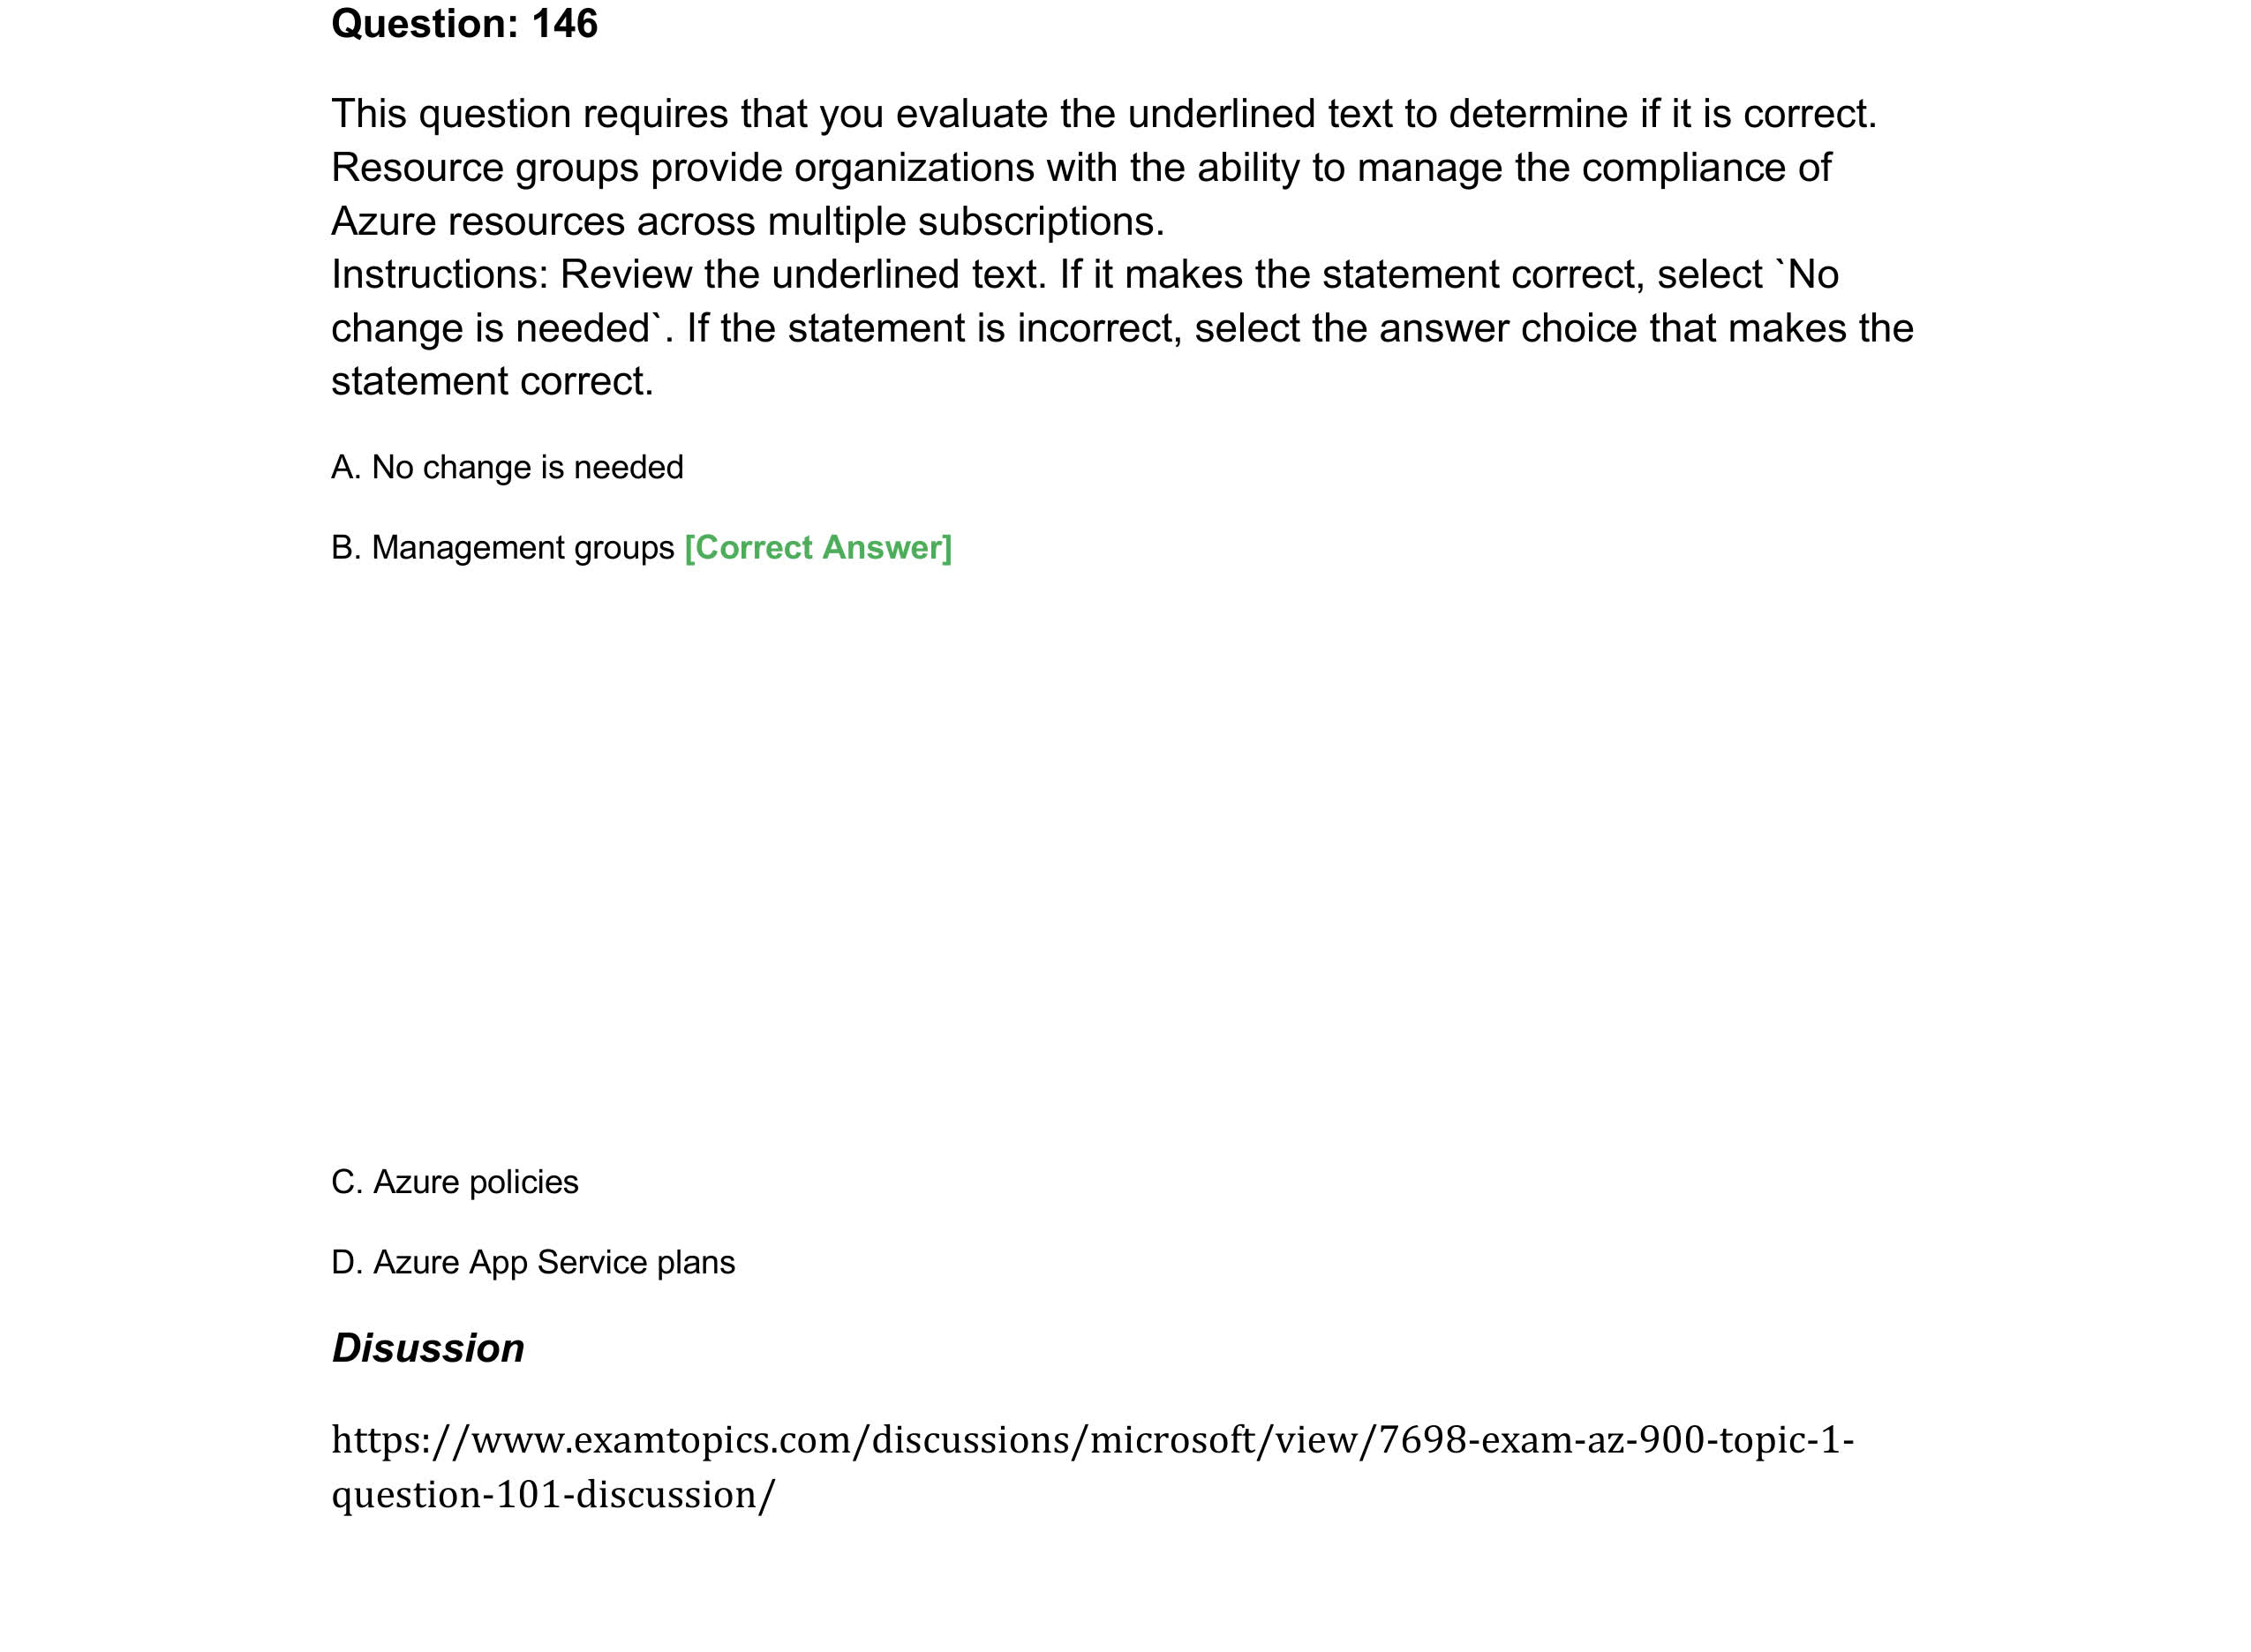 Question: 146
This question requires that you evaluate the underlined text to determine if it is correct.
Resource groups provide organizations with the ability to manage the compliance of
Azure resources across multiple subscriptions.
Instructions: Review the underlined text. If it makes the statement correct, select `No
change is needed`. If the statement is incorrect, select the answer choice that makes the
statement correct.
A. No change is needed
B. Management groups [Correct Answer]
C. Azure policies
D. Azure App Service plans
Disussion
https://www.examtopics.com/discussions/microsoft/view/7698-exam-az-900-topic-1-
question-101-discussion/